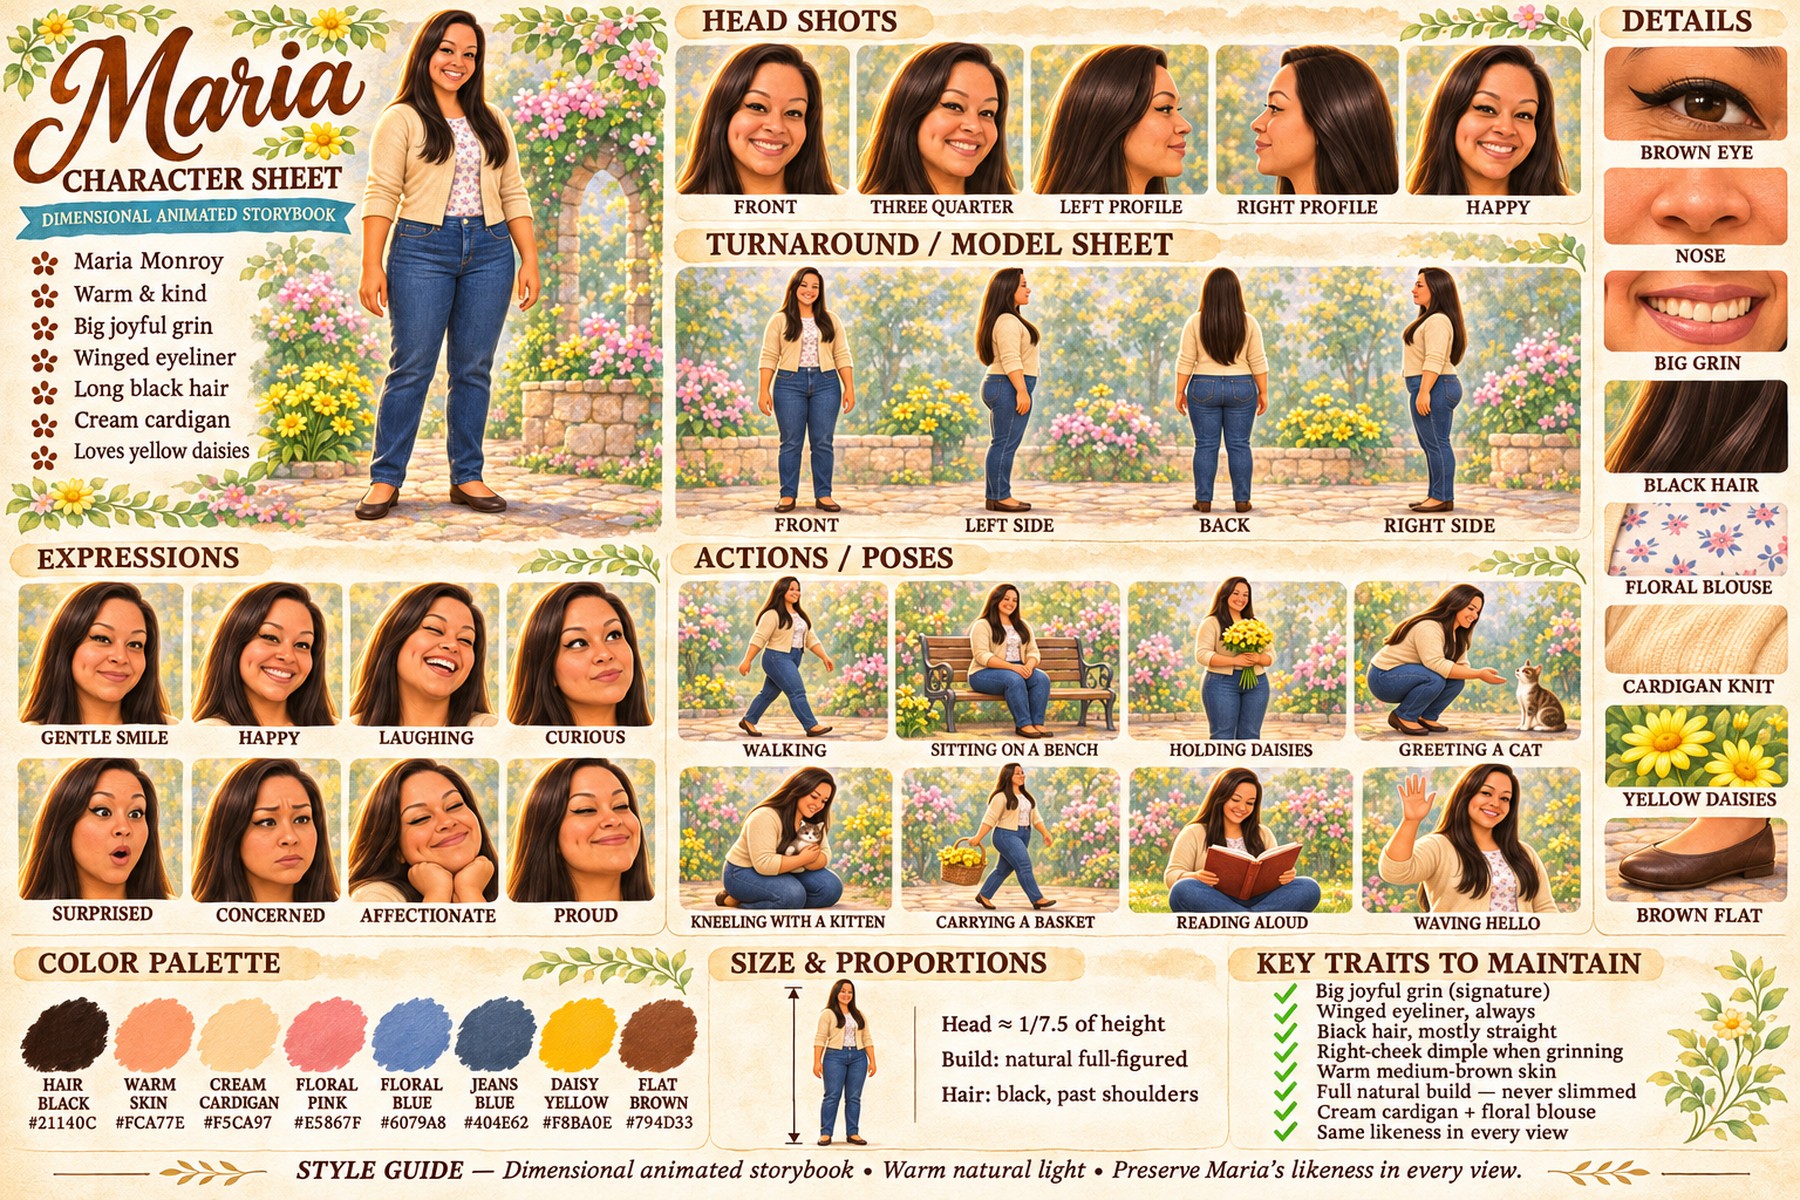 Maria
CHARACTER SHEET
DIMENSIONAL ANIMATED STORYBOOK
Maria Monroy
Warm & kind
Big joyful grin
Winged eyeliner
Long black hair
Cream cardigan
Loves yellow daisies
HEAD SHOTS
FRONT
THREE QUARTER
LEFT PROFILE
RIGHT PROFILE
HAPPY
TURNAROUND / MODEL SHEET
FRONT
LEFT SIDE
BACK
RIGHT SIDE
DETAILS
BROWN EYE
NOSE
BIG GRIN
BLACK HAIR
FLORAL BLOUSE
CARDIGAN KNIT
YELLOW DAISIES
BROWN FLAT
EXPRESSIONS
GENTLE SMILE
HAPPY
LAUGHING
CURIOUS
SURPRISED
CONCERNED
AFFECTIONATE
PROUD
ACTIONS / POSES
WALKING
SITTING ON A BENCH
HOLDING DAISIES
GREETING A CAT
KNEELING WITH A KITTEN
CARRYING A BASKET
READING ALOUD
WAVING HELLO
COLOR PALETTE
HAIR
BLACK
#21140C
WARM
SKIN
#FCA77E
CREAM
CARDIGAN
#F5CA97
FLORAL
PINK
#E5867F
FLORAL
BLUE
#6079A8
JEANS
BLUE
#404E62
DAISY
YELLOW
#F8BA0E
FLAT
BROWN
#794D33
SIZE & PROPORTIONS
Head ≈ 1/7.5 of height
Build: natural full-figured
Hair: black, past shoulders
KEY TRAITS TO MAINTAIN
Big joyful grin (signature)
Winged eyeliner, always
Biack hair, mostly straight
Right-cheek dimple when grinning
Warm medium-brown skin
Full natural build — never slimmed
Cream cardigan + floral blouse
Same likeness in every view
STYLE GUIDE — Dimensional animated storybook • Warm natural light • Preserve Maria's likeness in every view.